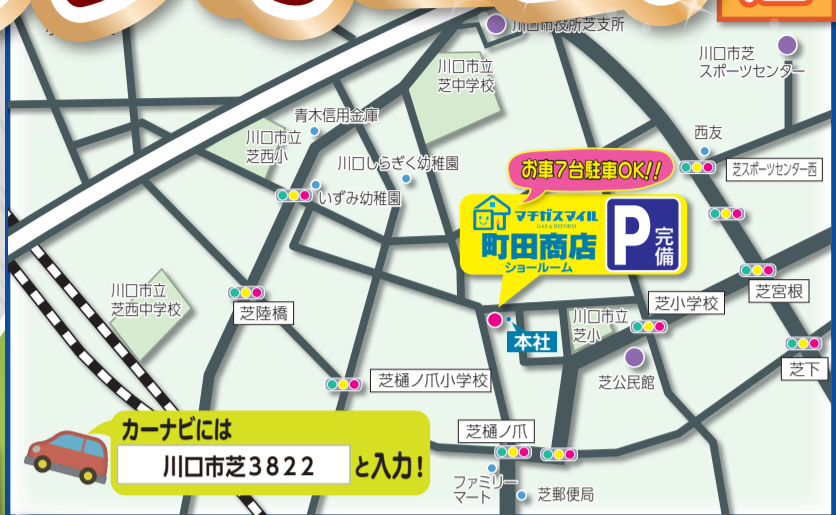 川口市役所芝支所
川口市芝
スポーツセンター
川口市立
芝中学校
青木信用金庫
川口市立
芝西小
西友
川口しらぎく幼稚園
お車7台駐車OK!!
芝スポーツセンター西
いずみ幼稚園
マチガスマイル
GAS & REFORM
町田商店
ショールーム
P
完備
川口市立
芝西中学校
芝陸橋
芝宮根
芝小学校
川口市立
芝小
本社
芝下
芝公民館
芝樋ノ爪小学校
カーナビには
川口市芝3822
と入力!
芝樋ノ爪
ファミリー
マート
芝郵便局